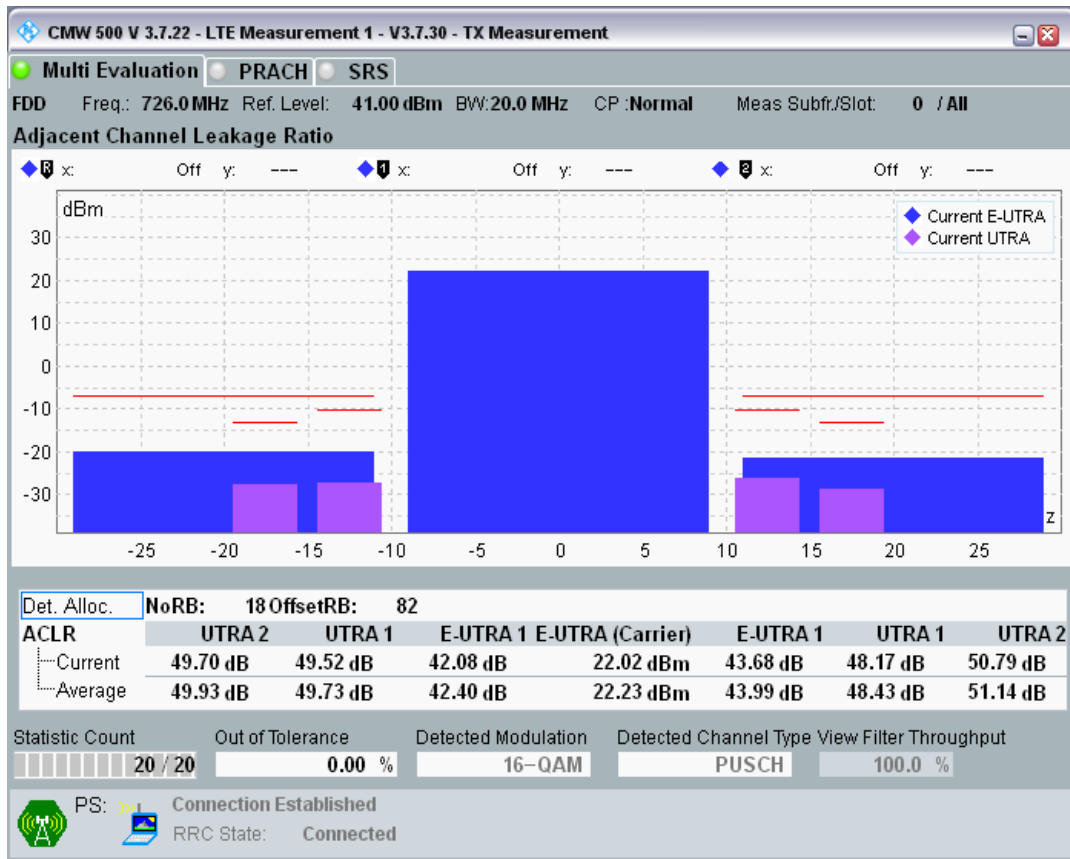 CMW 500 V 3.7.22 - LTE Measurement 1 - V3.7.30 - TX Measurement
Multi Evaluation PRACH SRS
FDD Freq.: 726.0 MHz Ref. Level: 41.00 dBm BW: 20.0 MHz CP :Normal Meas Subfr./Slot: 0 / All
Adjacent Channel Leakage Ratio
R x: Off y: --- 1 x: Off y: --- 2 x: Off y: ---
dBm
Current E-UTRA
Current UTRA
30
20
10
0
-10
-20
-30
z
-25 -20 -15 -10 -5 0 5 10 15 20 25
Det. Alloc. NoRB: 18 OffsetRB: 82
ACLR UTRA 2 UTRA 1 E-UTRA 1 E-UTRA (Carrier) E-UTRA 1 UTRA 1 UTRA 2
Current 49.70 dB 49.52 dB 42.08 dB 22.02 dBm 43.68 dB 48.17 dB 50.79 dB
Average 49.93 dB 49.73 dB 42.40 dB 22.23 dBm 43.99 dB 48.43 dB 51.14 dB
Statistic Count Out of Tolerance Detected Modulation Detected Channel Type View Filter Throughput
20 / 20 0.00 % 16-QAM PUSCH 100.0 %
PS: Connection Established
RRC State: Connected